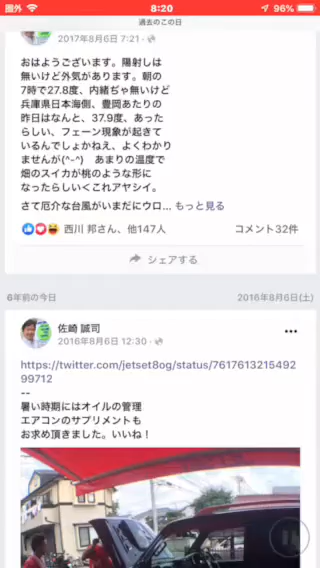 圏外 8:20 96%
過去のこの日
2017年8月6日 7:21
おはようございます。陽射しは
無いけど外気があります。朝の
7時で27.8度、内緒ぢゃ無いけど
兵庫県日本海側、豊岡あたりの
昨日はなんと、37.9度、あった
らしい、フェーン現象が起きて
いるんでしょかねえ、よくわかり
ませんが(^-^) あまりの温度で
畑のスイカが桃のような形に
なったらしいくこれアヤシイ。
さて厄介な台風がいまだにウロ... もっと見る
西川 邦さん、他147人 コメント32件
シェアする
6年前の今日 2016年8月6日(土)
佐崎 誠司
2016年8月6日 12:30
https://twitter.com/jetset8og/status/7617613215492
99712
--
暑い時期にはオイルの管理
エアコンのサプリメントも
お求め頂きました。いいね！